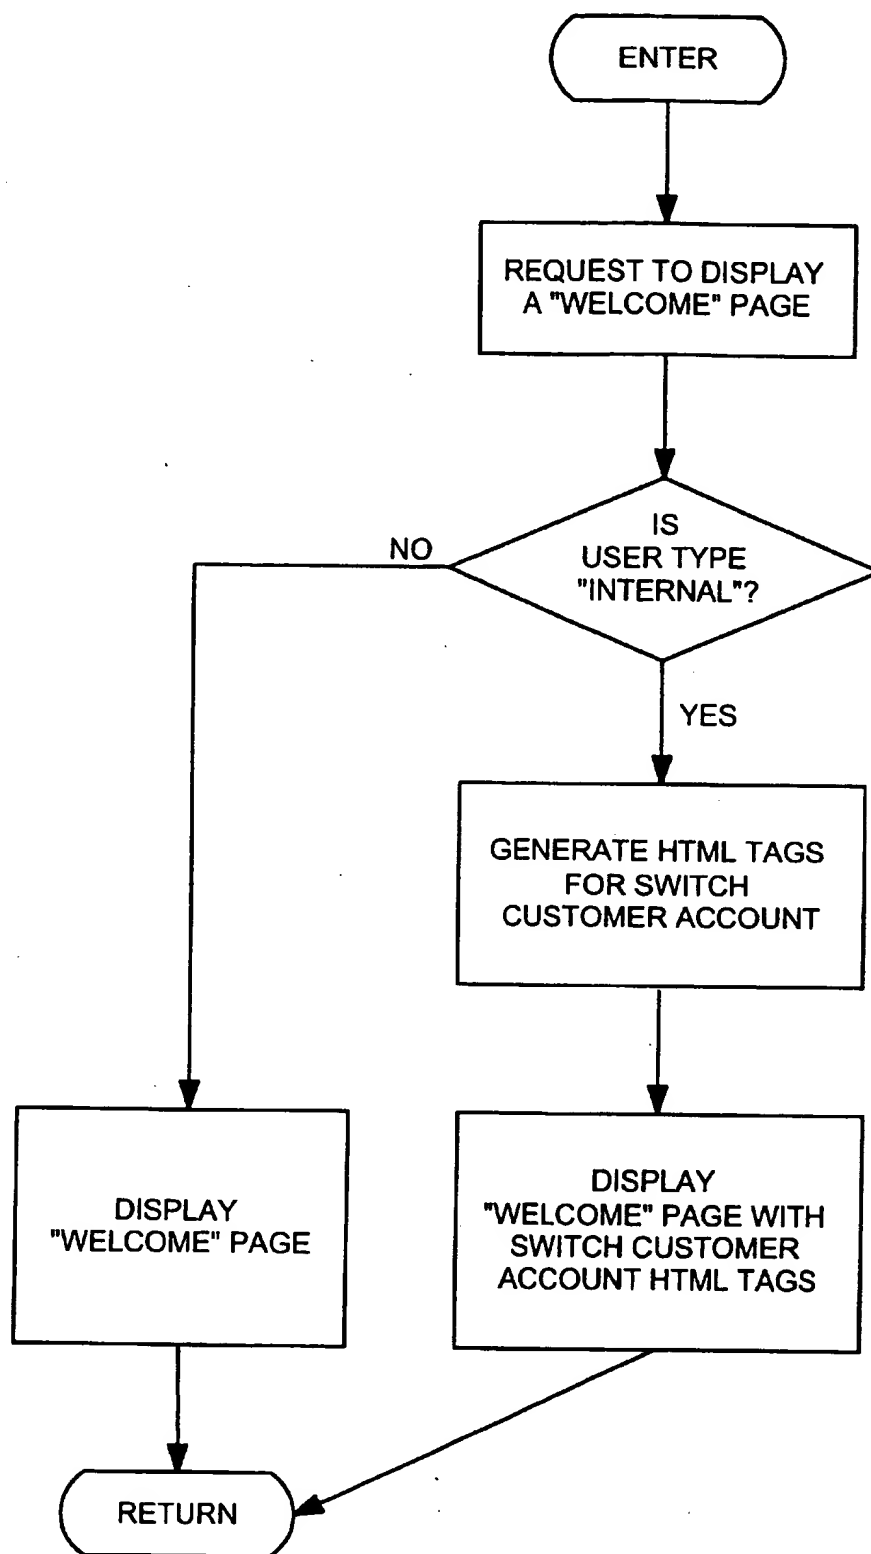 ENTER
REQUEST TO DISPLAY
A "WELCOME" PAGE
IS
USER TYPE
"INTERNAL"?
NO
YES
GENERATE HTML TAGS
FOR SWITCH
CUSTOMER ACCOUNT
DISPLAY
"WELCOME" PAGE
DISPLAY
"WELCOME" PAGE WITH
SWITCH CUSTOMER
ACCOUNT HTML TAGS
RETURN